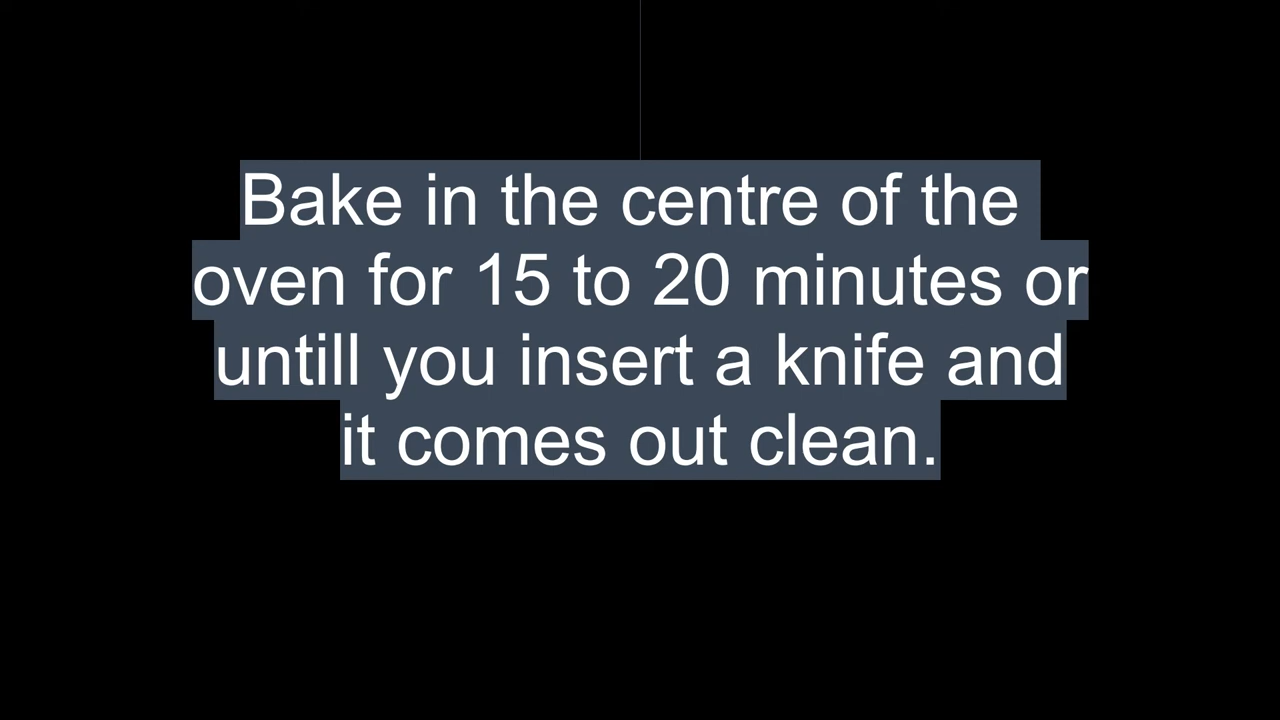 Bake in the centre of the
oven for 15 to 20 minutes or
untill you insert a knife and
it comes out clean.